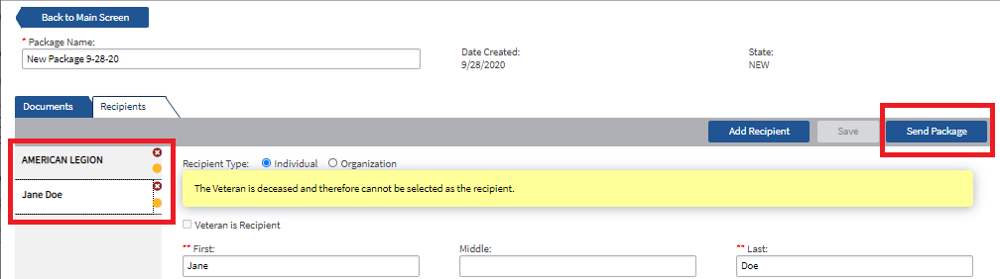 Back to Main Screen
* Package Name:
New Package 9-28-20
Date Created:
9/28/2020
State:
NEW
Documents
Recipients
Add Recipient
Save
Send Package
AMERICAN LEGION
Jane Doe
Recipient Type: Individual Organization
The Veteran is deceased and therefore cannot be selected as the recipient.
Veteran is Recipient
** First:
Middle:
** Last:
Jane
Doe